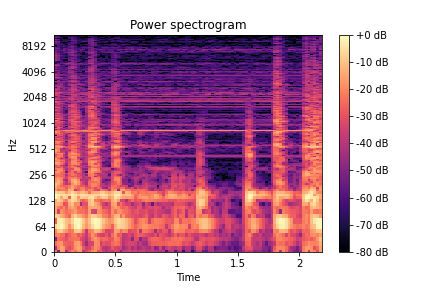 Power spectrogram
Hz
8192
4096
2048
1024
512
256
128
64
0
0 0.5 1 1.5 2
Time
+0 dB
-10 dB
-20 dB
-30 dB
-40 dB
-50 dB
-60 dB
-70 dB
-80 dB